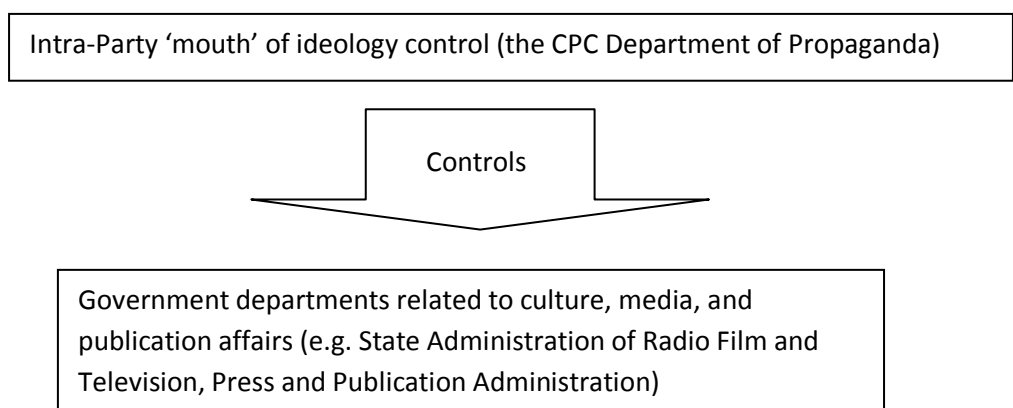 Intra-Party ‘mouth’ of ideology control (the CPC Department of Propaganda)
Controls
Government departments related to culture, media, and
publication affairs (e.g. State Administration of Radio Film and
Television, Press and Publication Administration)